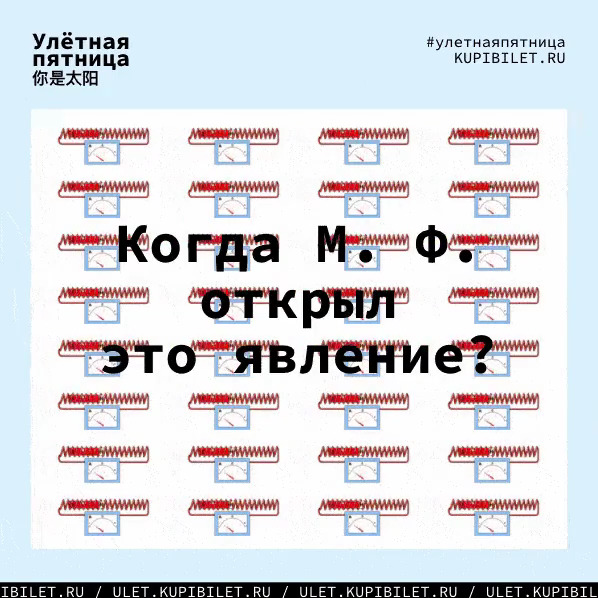 Улётная
пятница
你是太阳
#улетнаяпятница
KUPIBILET.RU
Когда М. Ф.
открыл
это явление?
IBILET.RU / ULET.KUPIBILET.RU / ULET.KUPIBILET.RU / ULET.KUPIBIL